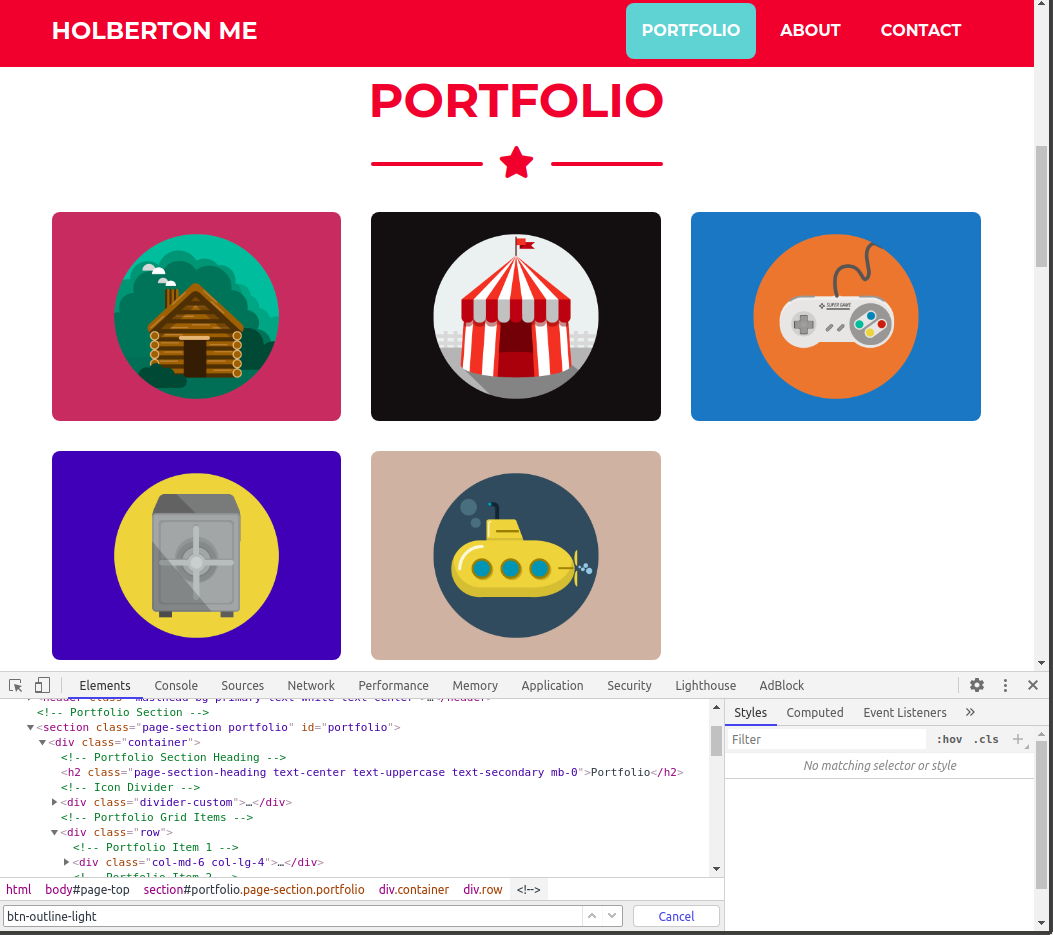 HOLBERTON ME PORTFOLIO ABOUT CONTACT
PORTFOLIO
SUPER GAME
Elements Console Sources Network Performance Memory Application Security Lighthouse AdBlock
<!-- Portfolio Section -->
<section class="page-section portfolio" id="portfolio">
<div class="container">
<!-- Portfolio Section Heading -->
<h2 class="page-section-heading text-center text-uppercase text-secondary mb-0">Portfolio</h2>
<!-- Icon Divider -->
<div class="divider-custom">…</div>
<!-- Portfolio Grid Items -->
<div class="row">
<!-- Portfolio Item 1 -->
<div class="col-md-6 col-lg-4">…</div>
html body#page-top section#portfolio.page-section.portfolio div.container div.row <!-->
btn-outline-light Cancel
Styles Computed Event Listeners »
Filter :hov .cls +
No matching selector or style